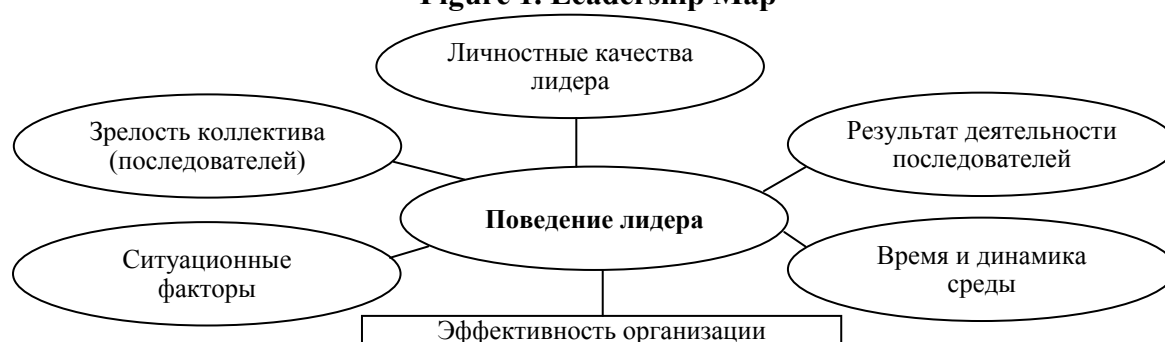 Figure 1. Leadership Map
Личностные качества
лидера
Зрелость коллектива
(последователей)
Результат деятельности
последователей
Поведение лидера
Ситуационные
факторы
Время и динамика
среды
Эффективность организации